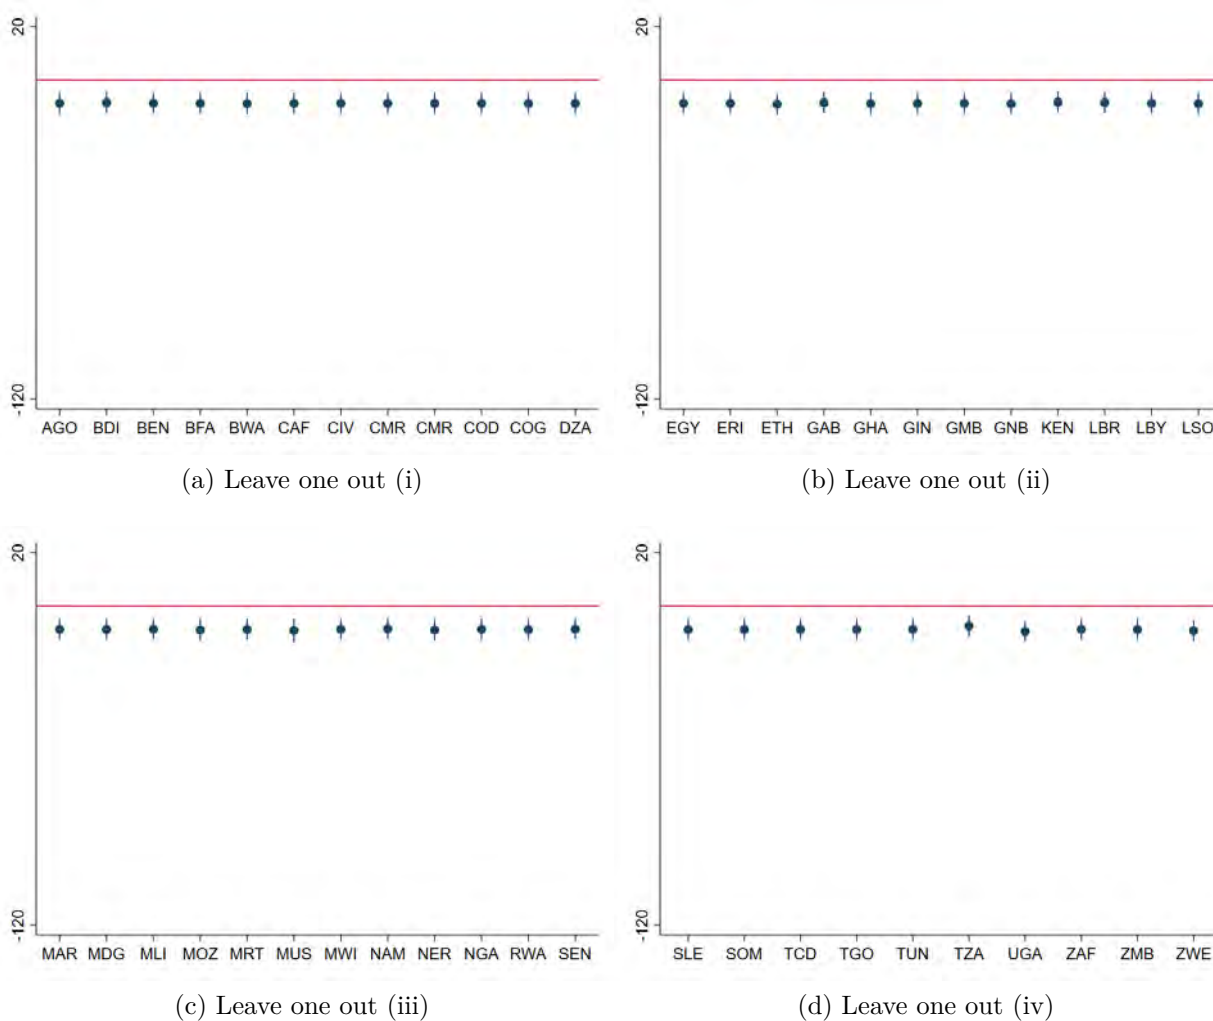 20
-120
AGO BDI BEN BFA BWA CAF CIV CMR CMR COD COG DZA
(a) Leave one out (i)
20
-120
EGY ERI ETH GAB GHA GIN GMB GNB KEN LBR LBY LSO
(b) Leave one out (ii)
20
-120
MAR MDG MLI MOZ MRT MUS MWI NAM NER NGA RWA SEN
(c) Leave one out (iii)
20
-120
SLE SOM TCD TGO TUN TZA UGA ZAF ZMB ZWE
(d) Leave one out (iv)